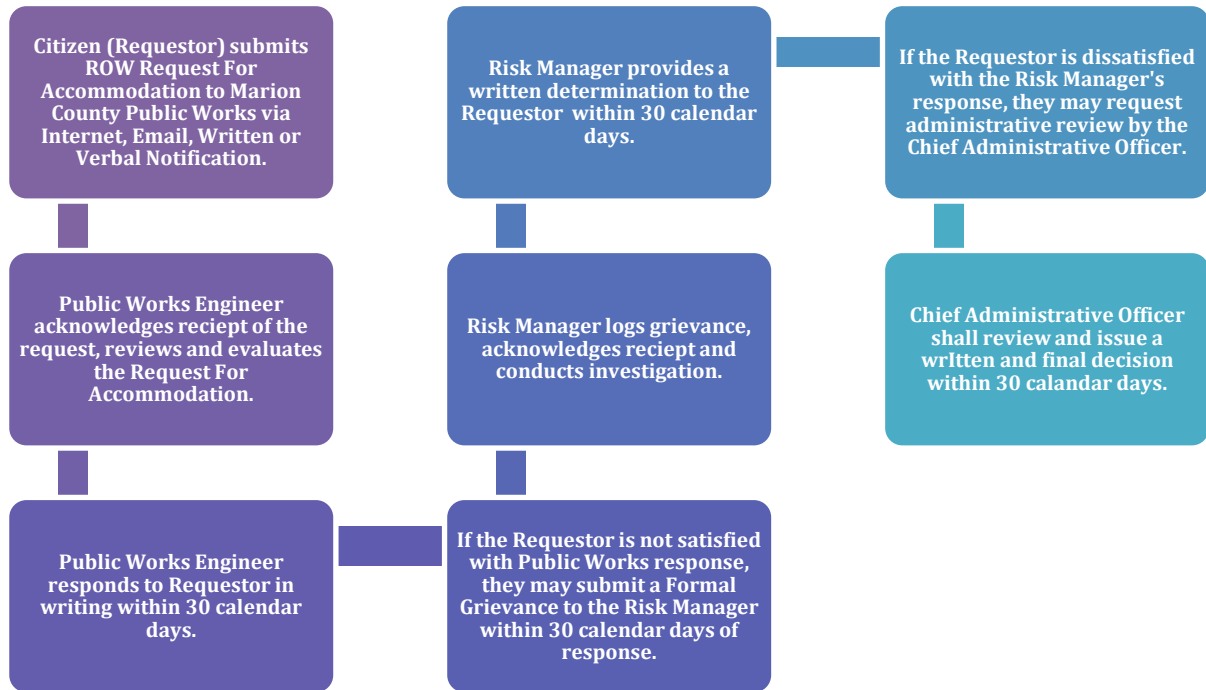 Citizen (Requestor) submits
ROW Request For
Accommodation to Marion
County Public Works via
Internet, Email, Written or
Verbal Notification.
Public Works Engineer
acknowledges reciept of the
request, reviews and evaluates
the Request For
Accommodation.
Public Works Engineer
responds to Requestor in
writing within 30 calendar
days.
If the Requestor is not satisfied
with Public Works response,
they may submit a Formal
Grievance to the Risk Manager
within 30 calendar days of
response.
Risk Manager logs grievance,
acknowledges reciept and
conducts investigation.
Risk Manager provides a
written determination to the
Requestor within 30 calendar
days.
If the Requestor is dissatisfied
with the Risk Manager's
response, they may request
administrative review by the
Chief Administrative Officer.
Chief Administrative Officer
shall review and issue a
wrItten and final decision
within 30 calandar days.